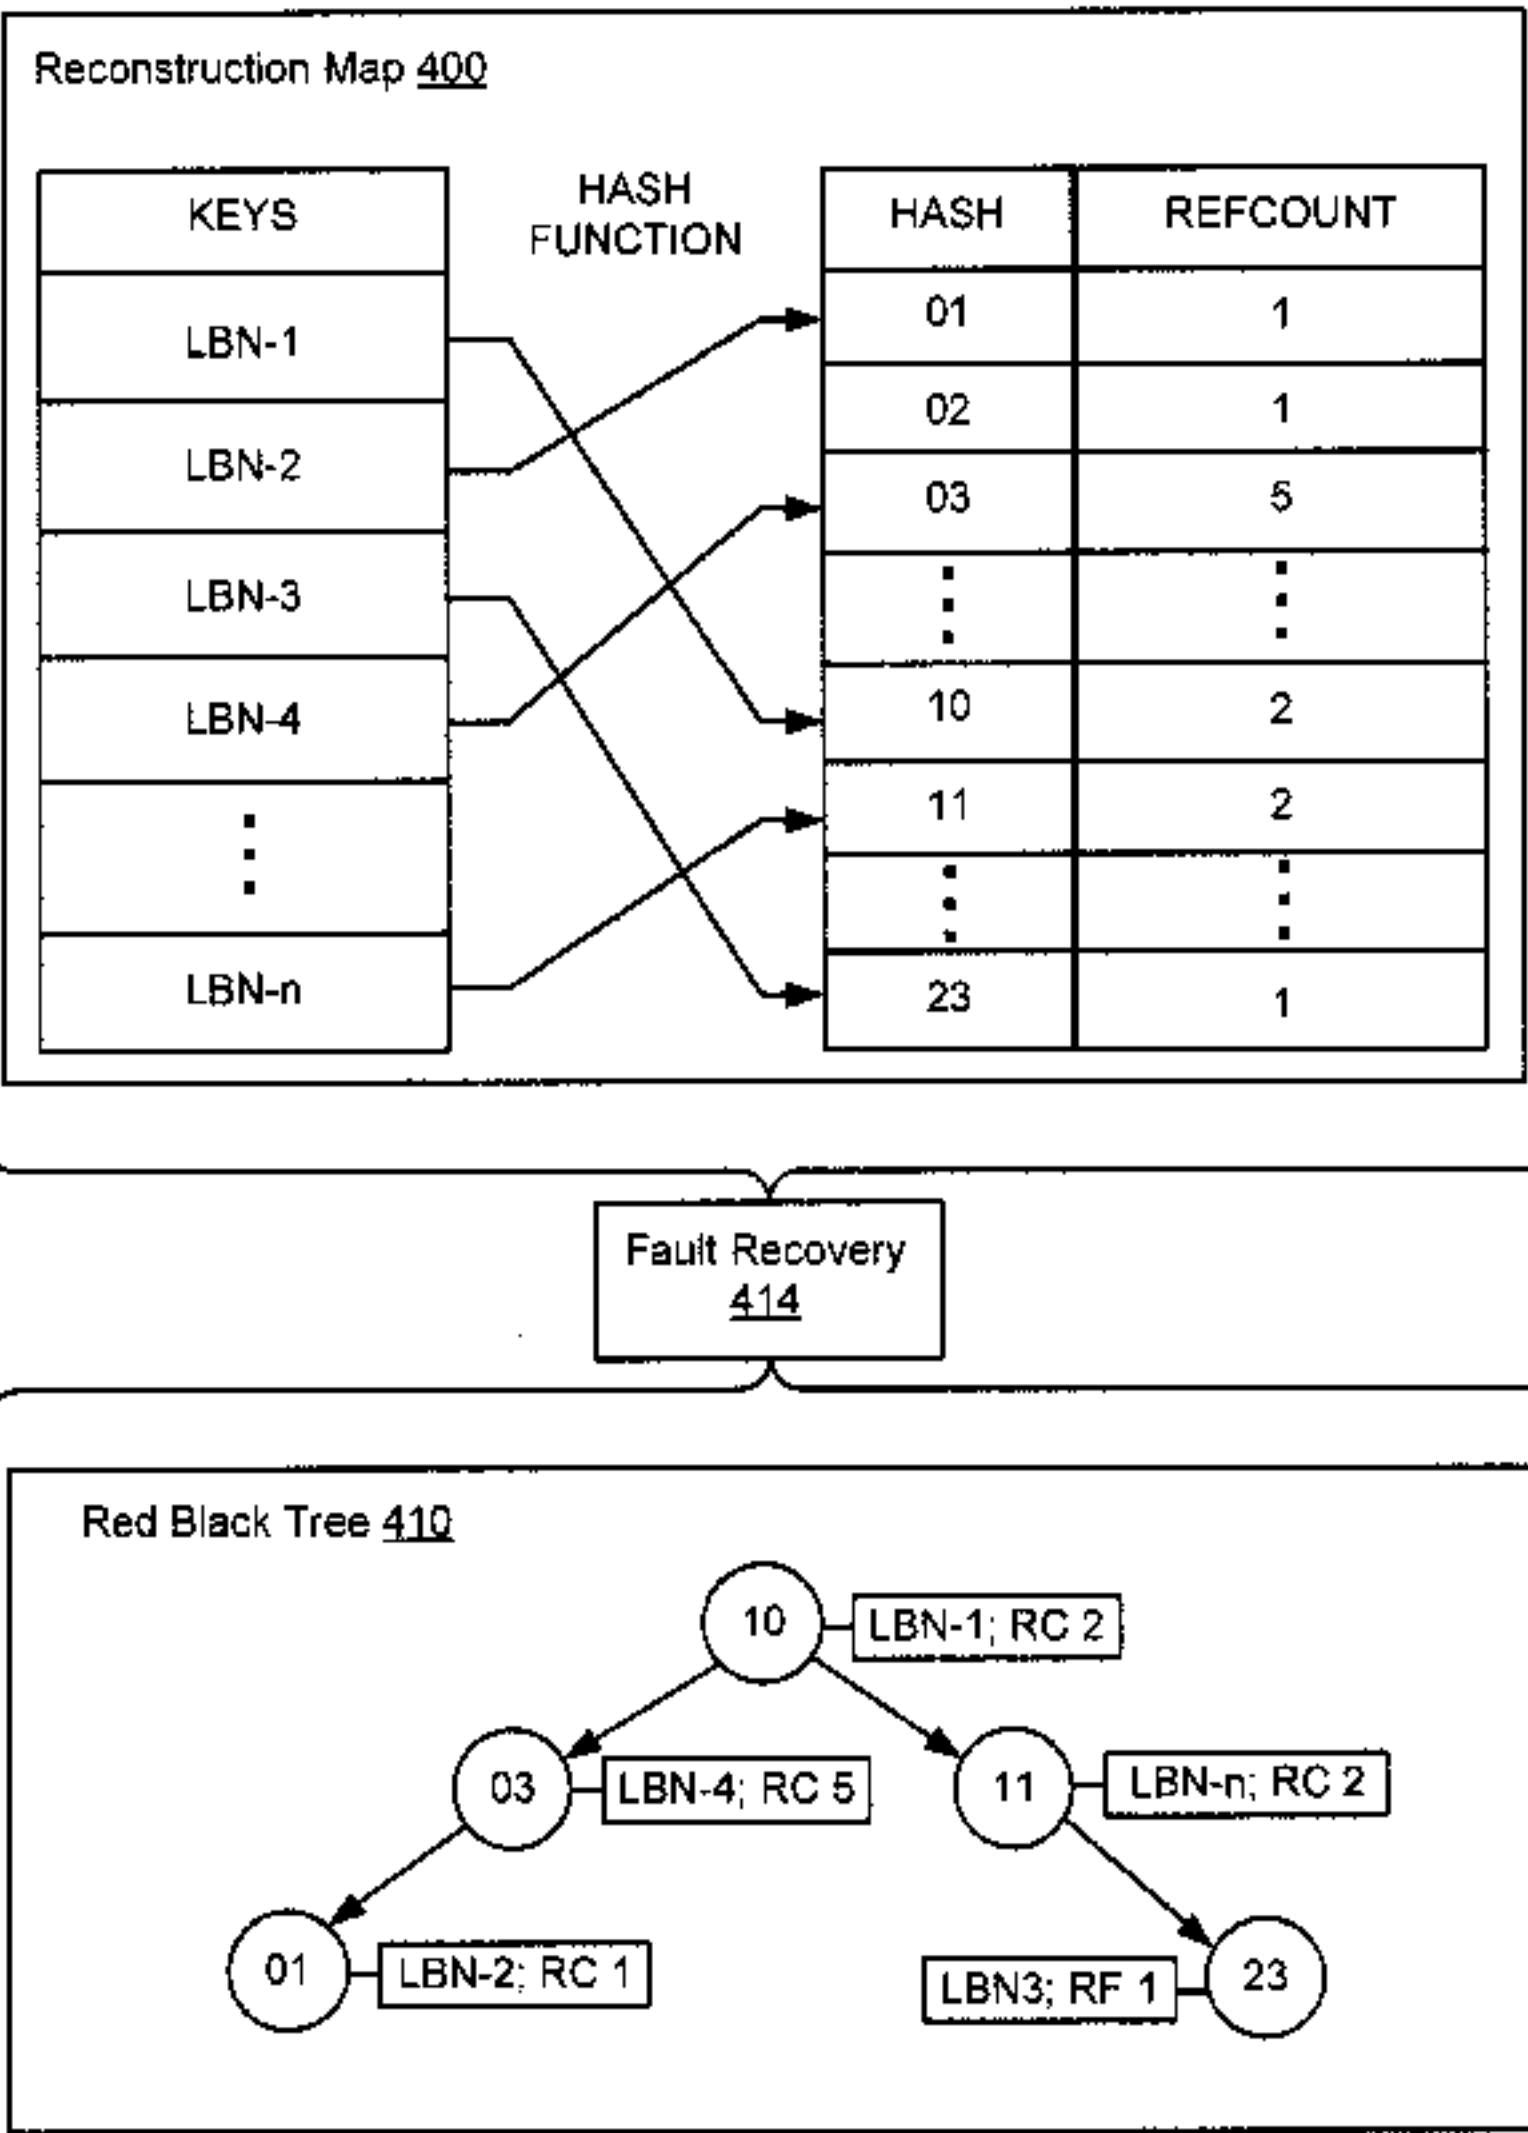 Reconstruction Map 400
KEYS
LBN-1
LBN-2
LBN-3
LBN-4
LBN-n
HASH
FUNCTION
HASH REFCOUNT
01 1
02 1
03 5
10 2
11 2
23 1
Fault Recovery
414
Red Black Tree 410
10 LBN-1; RC 2
03 LBN-4; RC 5
11 LBN-n; RC 2
01 LBN-2; RC 1
LBN3; RF 1 23